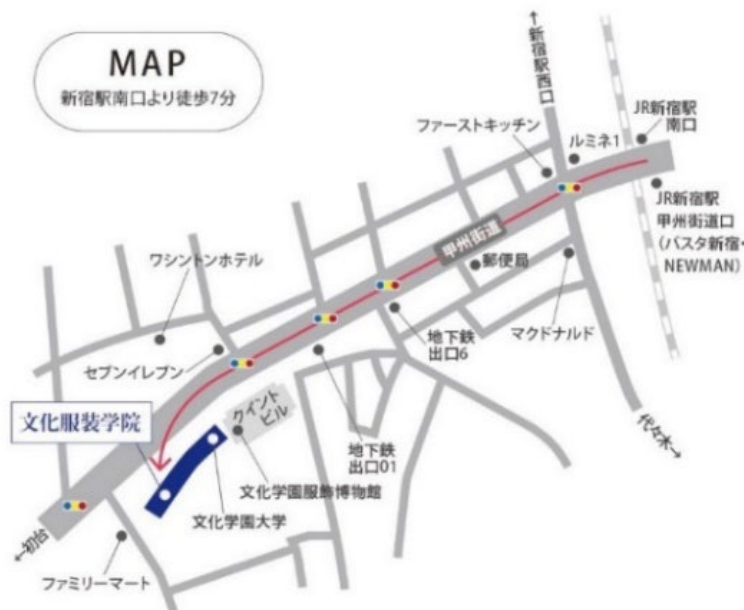 MAP
新宿駅南口より徒歩7分
←新宿駅西口
JR新宿駅
南口
ファーストキッチン
ルミネ1
JR新宿駅
甲州街道口
(バスタ新宿・
NEWMAN)
甲州街道
郵便局
ワシントンホテル
マクドナルド
地下鉄
出口6
セブンイレブン
クイント
ビル
文化服装学院
地下鉄
出口01
代々木→
文化学園服飾博物館
文化学園大学
←初台
ファミリーマート